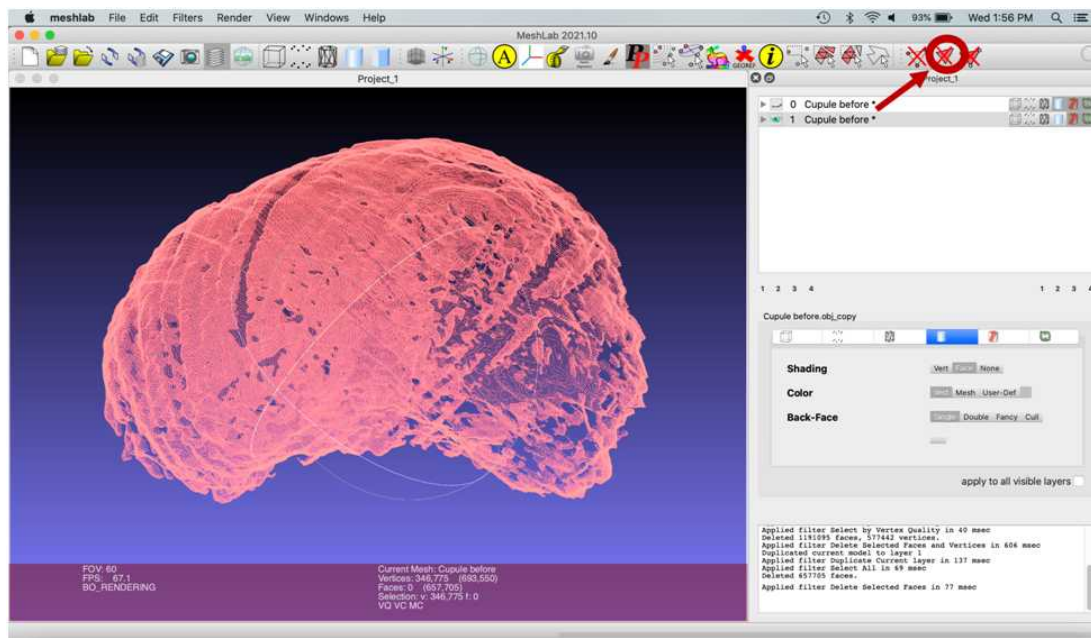 meshlab File Edit Filters Render View Windows Help 93% Wed 1:56 PM
MeshLab 2021.10
A Pp GEOREF i
Project_1 Project_1
0 Cupule before *
1 Cupule before *
1 2 3 4 1 2 3 4
Cupule before.obj_copy
Shading Vert Face None
Color Vert Mesh User-Def
Back-Face Single Double Fancy Cull
apply to all visible layers
Applied filter Select by Vertex Quality in 40 msec
Deleted 1191095 faces, 577442 vertices.
Applied filter Delete Selected Faces and Vertices in 606 msec
Duplicated current model to layer 1
Applied filter Duplicate Current layer in 137 msec
Applied filter Select All in 69 msec
Deleted 657705 faces.
Applied filter Delete Selected Faces in 77 msec
FOV: 60
FPS: 67.1
BO_RENDERING
Current Mesh: Cupule before
Vertices: 346,775 (693,550)
Faces: 0 (657,705)
Selection: v: 346,775 f: 0
VQ VC MC